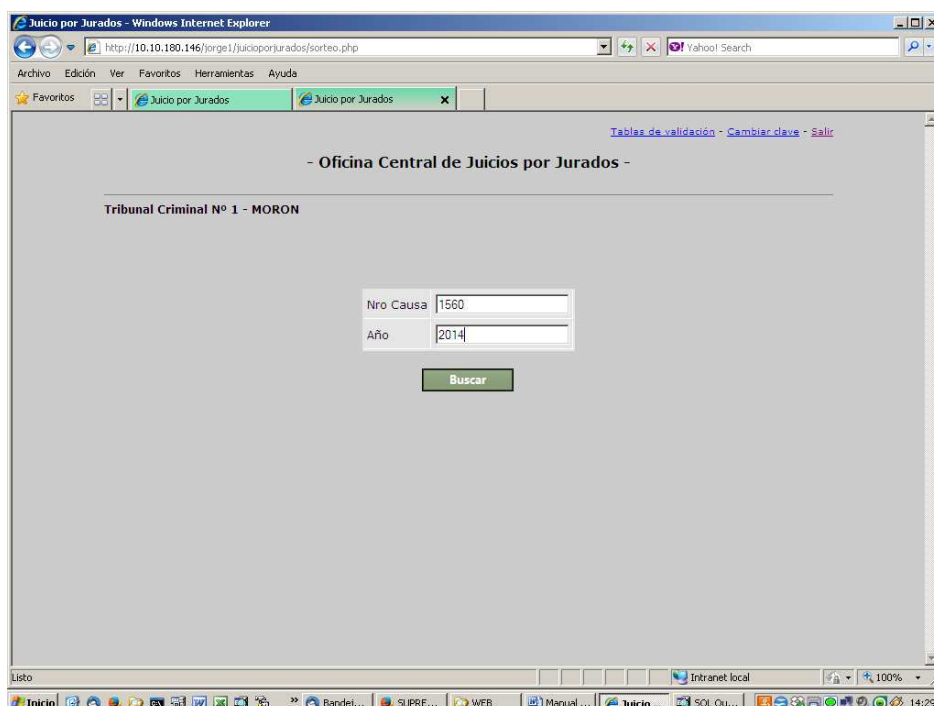 Juicio por Jurados - Windows Internet Explorer
http://10.10.180.146/jorge1/juicioporjurados/sorteo.php
Yahoo! Search
Archivo Edición Ver Favoritos Herramientas Ayuda
Favoritos Juicio por Jurados Juicio por Jurados
Tablas de validación - Cambiar clave - Salir
- Oficina Central de Juicios por Jurados -
Tribunal Criminal Nº 1 - MORON
Nro Causa 1560
Año 2014
Buscar
Listo Intranet local 100%
Inicio Bandej... SUPRE... WEB Manual ... Juicio ... SQL Qu... 14:29